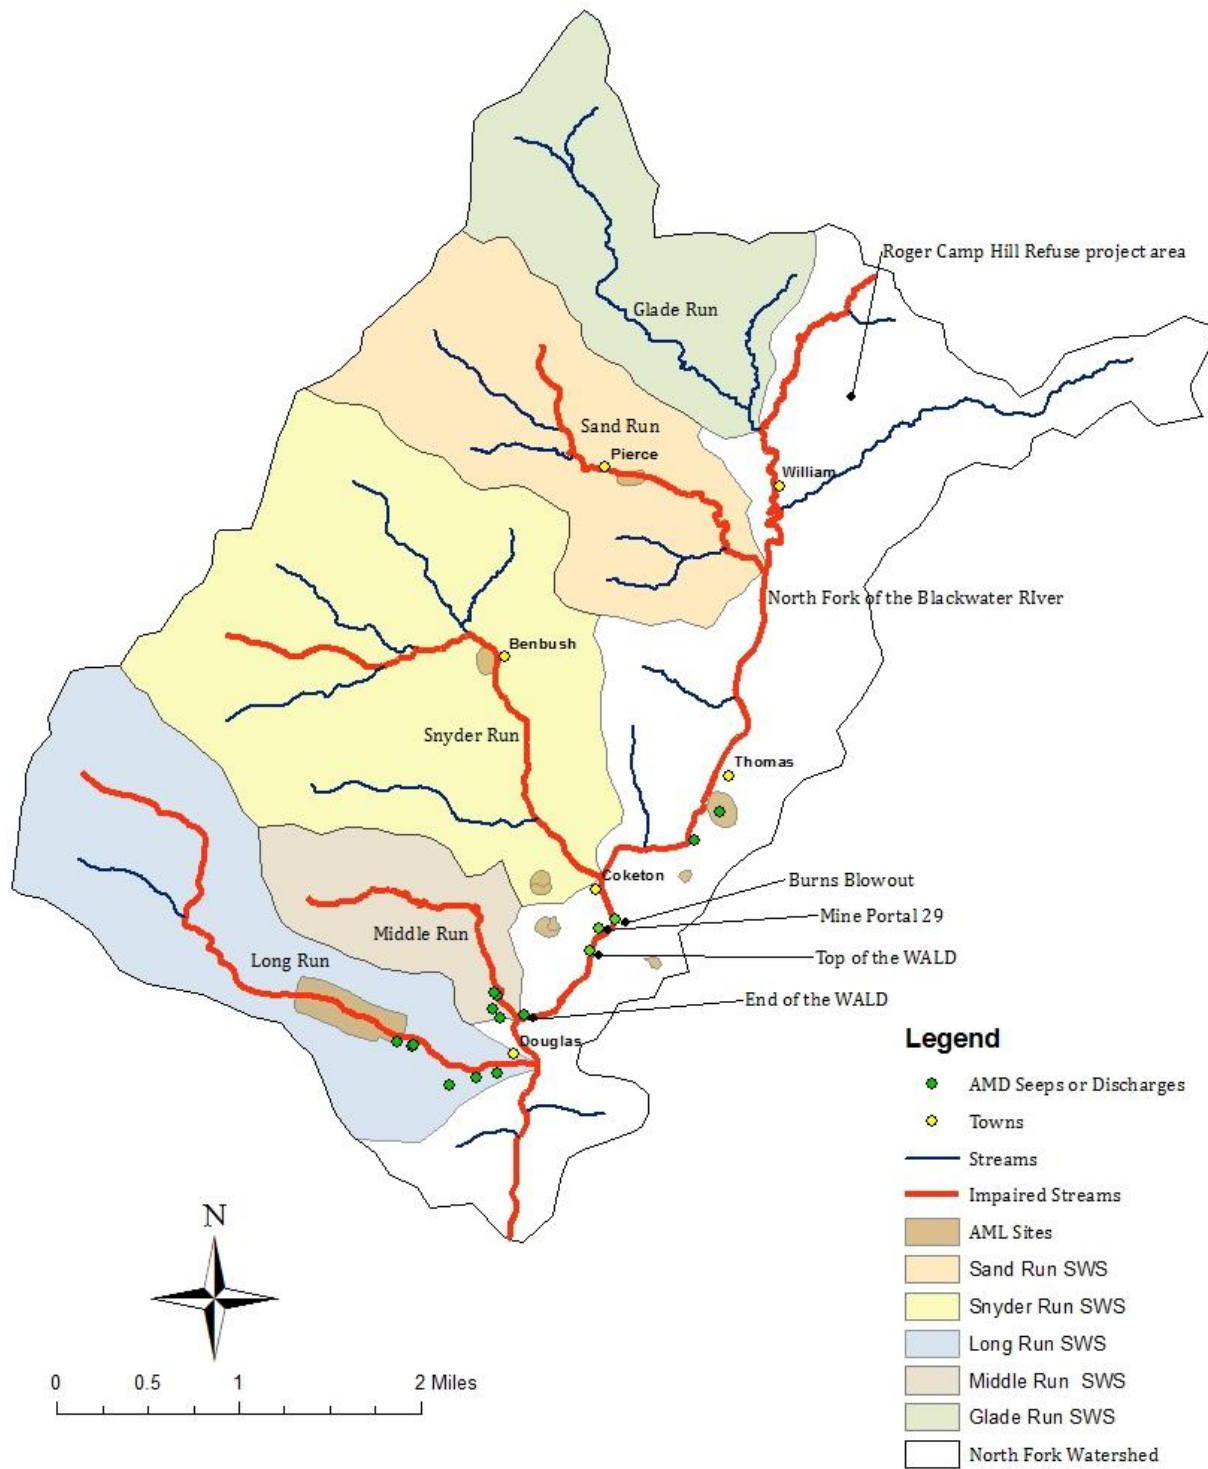 Roger Camp Hill Refuse project area
Glade Run
Sand Run
Pierce
William
North Fork of the Blackwater RIver
Benbush
Snyder Run
Thomas
Coketon
Burns Blowout
Mine Portal 29
Middle Run
Top of the WALD
Long Run
End of the WALD
Douglas
Legend
AMD Seeps or Discharges
Towns
Streams
Impaired Streams
AML Sites
Sand Run SWS
Snyder Run SWS
Long Run SWS
Middle Run SWS
Glade Run SWS
North Fork Watershed
N
0 0.5 1 2 Miles